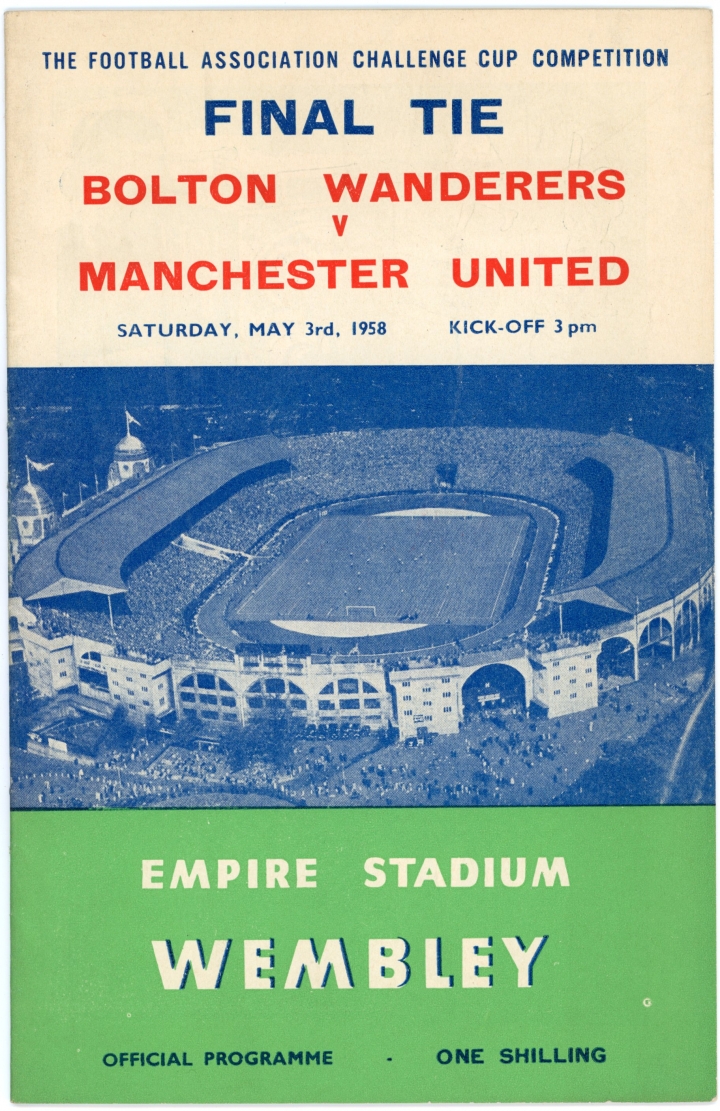 THE FOOTBALL ASSOCIATION CHALLENGE CUP COMPETITION
FINAL TIE
BOLTON WANDERERS
V
MANCHESTER UNITED
SATURDAY, MAY 3rd, 1958 KICK-OFF 3 pm
EMPIRE STADIUM
WEMBLEY
G
OFFICIAL PROGRAMME - ONE SHILLING